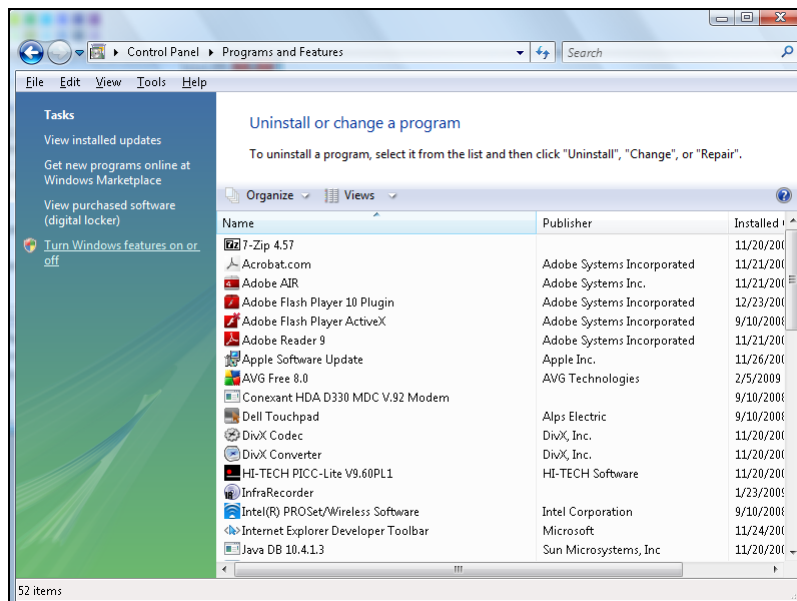 Control Panel Programs and Features Search
File Edit View Tools Help
Tasks
View installed updates
Get new programs online at
Windows Marketplace
View purchased software
(digital locker)
Turn Windows features on or
off
Uninstall or change a program
To uninstall a program, select it from the list and then click "Uninstall", "Change", or "Repair".
Organize Views
Name Publisher Installed
7-Zip 4.57 11/20/200
Acrobat.com Adobe Systems Incorporated 11/21/200
Adobe AIR Adobe Systems Inc. 11/21/200
Adobe Flash Player 10 Plugin Adobe Systems Incorporated 12/23/200
Adobe Flash Player ActiveX Adobe Systems Incorporated 9/10/2008
Adobe Reader 9 Adobe Systems Incorporated 11/21/200
Apple Software Update Apple Inc. 11/26/200
AVG Free 8.0 AVG Technologies 2/5/2009
Conexant HDA D330 MDC V.92 Modem 9/10/2008
Dell Touchpad Alps Electric 9/10/2008
DivX Codec DivX, Inc. 11/20/200
DivX Converter DivX, Inc. 11/20/200
HI-TECH PICC-Lite V9.60PL1 HI-TECH Software 11/20/200
InfraRecorder 1/23/2009
Intel(R) PROSet/Wireless Software Intel Corporation 9/10/2008
Internet Explorer Developer Toolbar Microsoft 11/24/200
Java DB 10.4.1.3 Sun Microsystems, Inc 11/20/200
52 items